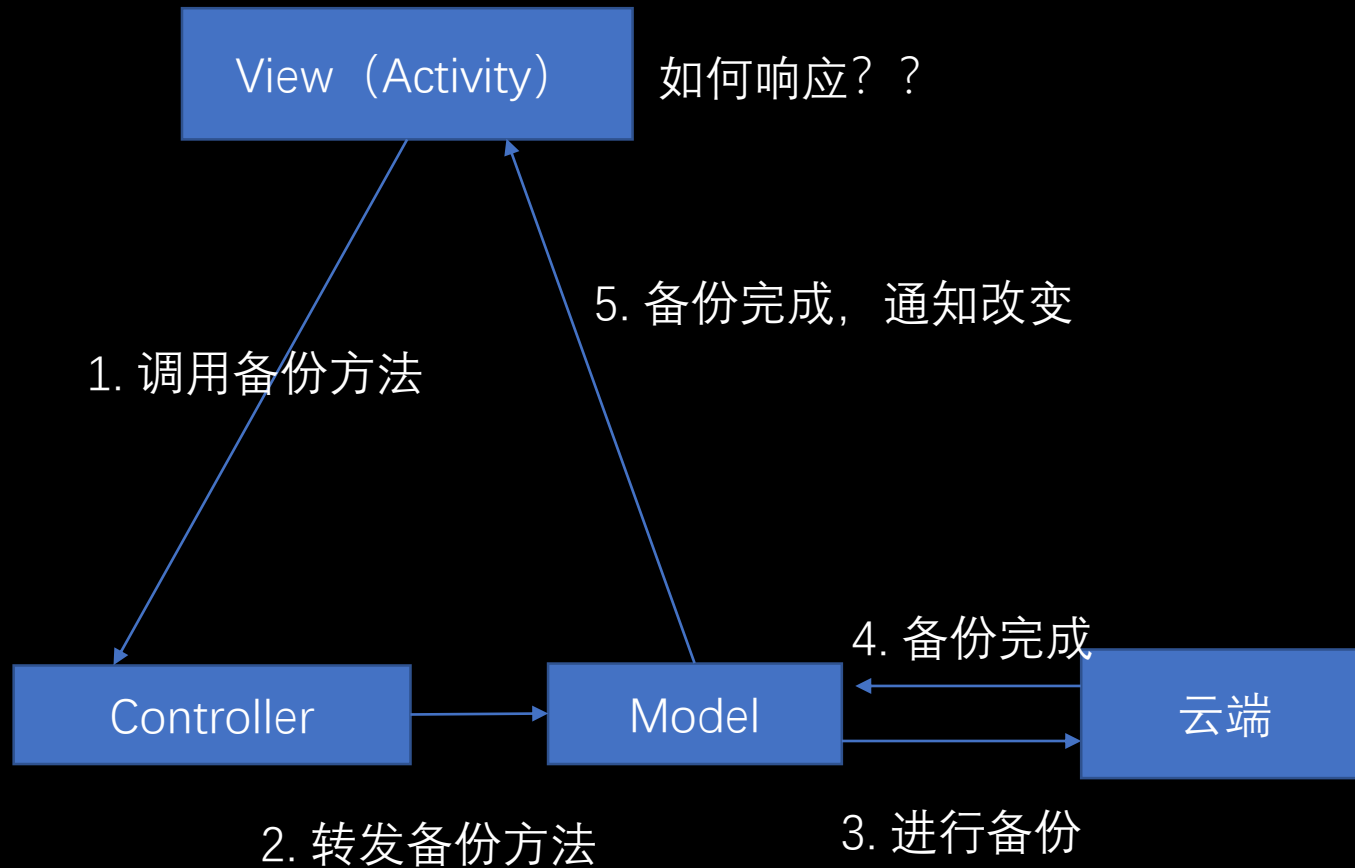 View（Activity）
如何响应？？
5. 备份完成，通知改变
1. 调用备份方法
4. 备份完成
Controller
Model
云端
2. 转发备份方法
3. 进行备份